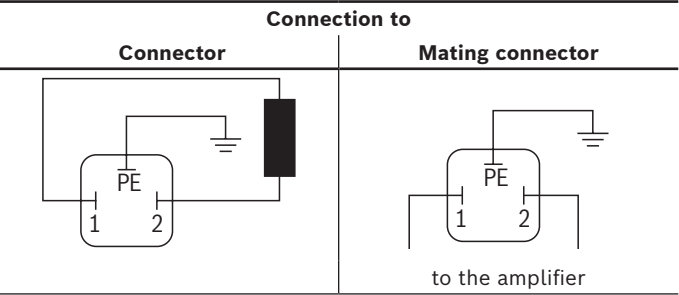 Connection to
Connector Mating connector
PE PE
1 2 1 2
to the amplifier